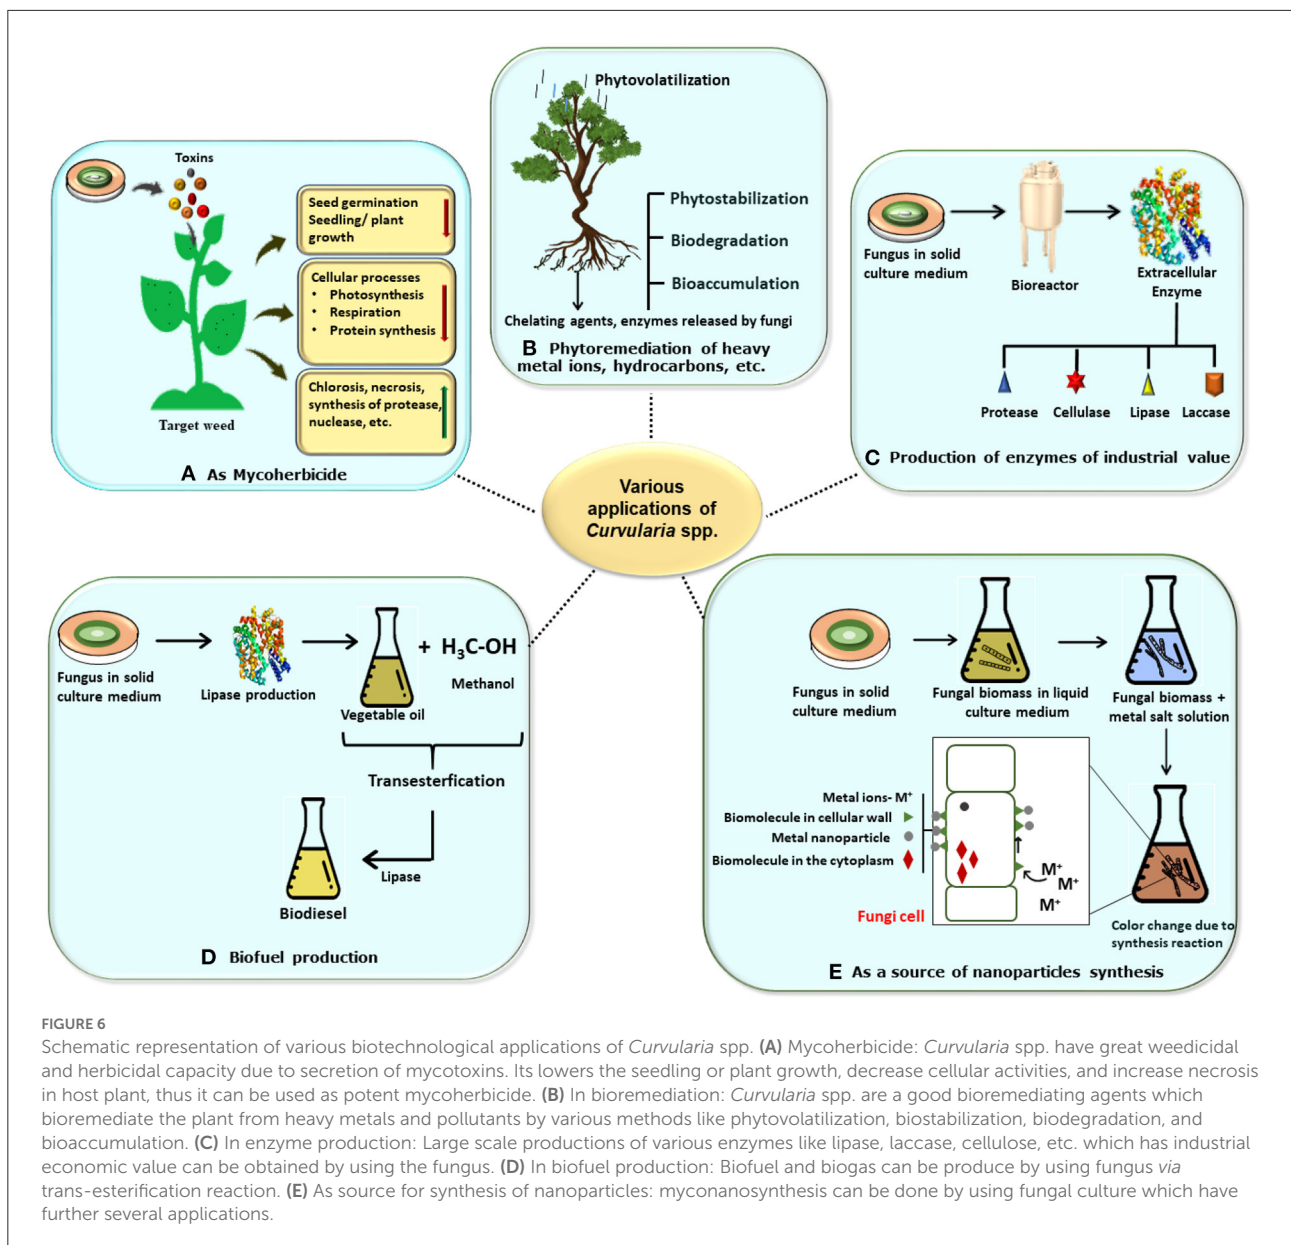 Toxins
Seed germination
Seedling/ plant
growth
Cellular processes
• Photosynthesis
• Respiration
• Protein synthesis
Chlorosis, necrosis,
synthesis of protease,
nuclease, etc.
Target weed
A As Mycoherbicide
Phytovolatilization
Phytostabilization
Biodegradation
Bioaccumulation
Chelating agents, enzymes released by fungi
B Phytoremediation of heavy
metal ions, hydrocarbons, etc.
Fungus in solid
culture medium
Bioreactor
Extracellular
Enzyme
Protease Cellulase Lipase Laccase
C Production of enzymes of industrial value
Various
applications of
Curvularia spp.
Fungus in solid
culture medium
Lipase production
Vegetable oil
+ H₃C-OH
Methanol
Transesterfication
Lipase
Biodiesel
D Biofuel production
Fungus in solid
culture medium
Fungal biomass in liquid
culture medium
Fungal biomass +
metal salt solution
Metal ions- M⁺
Biomolecule in cellular wall
Metal nanoparticle
Biomolecule in the cytoplasm
Fungi cell
M⁺
M⁺
M⁺
Color change due to
synthesis reaction
E As a source of nanoparticles synthesis
FIGURE 6
Schematic representation of various biotechnological applications of Curvularia spp. (A) Mycoherbicide: Curvularia spp. have great weedicidal
and herbicidal capacity due to secretion of mycotoxins. Its lowers the seedling or plant growth, decrease cellular activities, and increase necrosis
in host plant, thus it can be used as potent mycoherbicide. (B) In bioremediation: Curvularia spp. are a good bioremediating agents which
bioremediate the plant from heavy metals and pollutants by various methods like phytovolatilization, biostabilization, biodegradation, and
bioaccumulation. (C) In enzyme production: Large scale productions of various enzymes like lipase, laccase, cellulose, etc. which has industrial
economic value can be obtained by using the fungus. (D) In biofuel production: Biofuel and biogas can be produce by using fungus via
trans-esterification reaction. (E) As source for synthesis of nanoparticles: myconanosynthesis can be done by using fungal culture which have
further several applications.